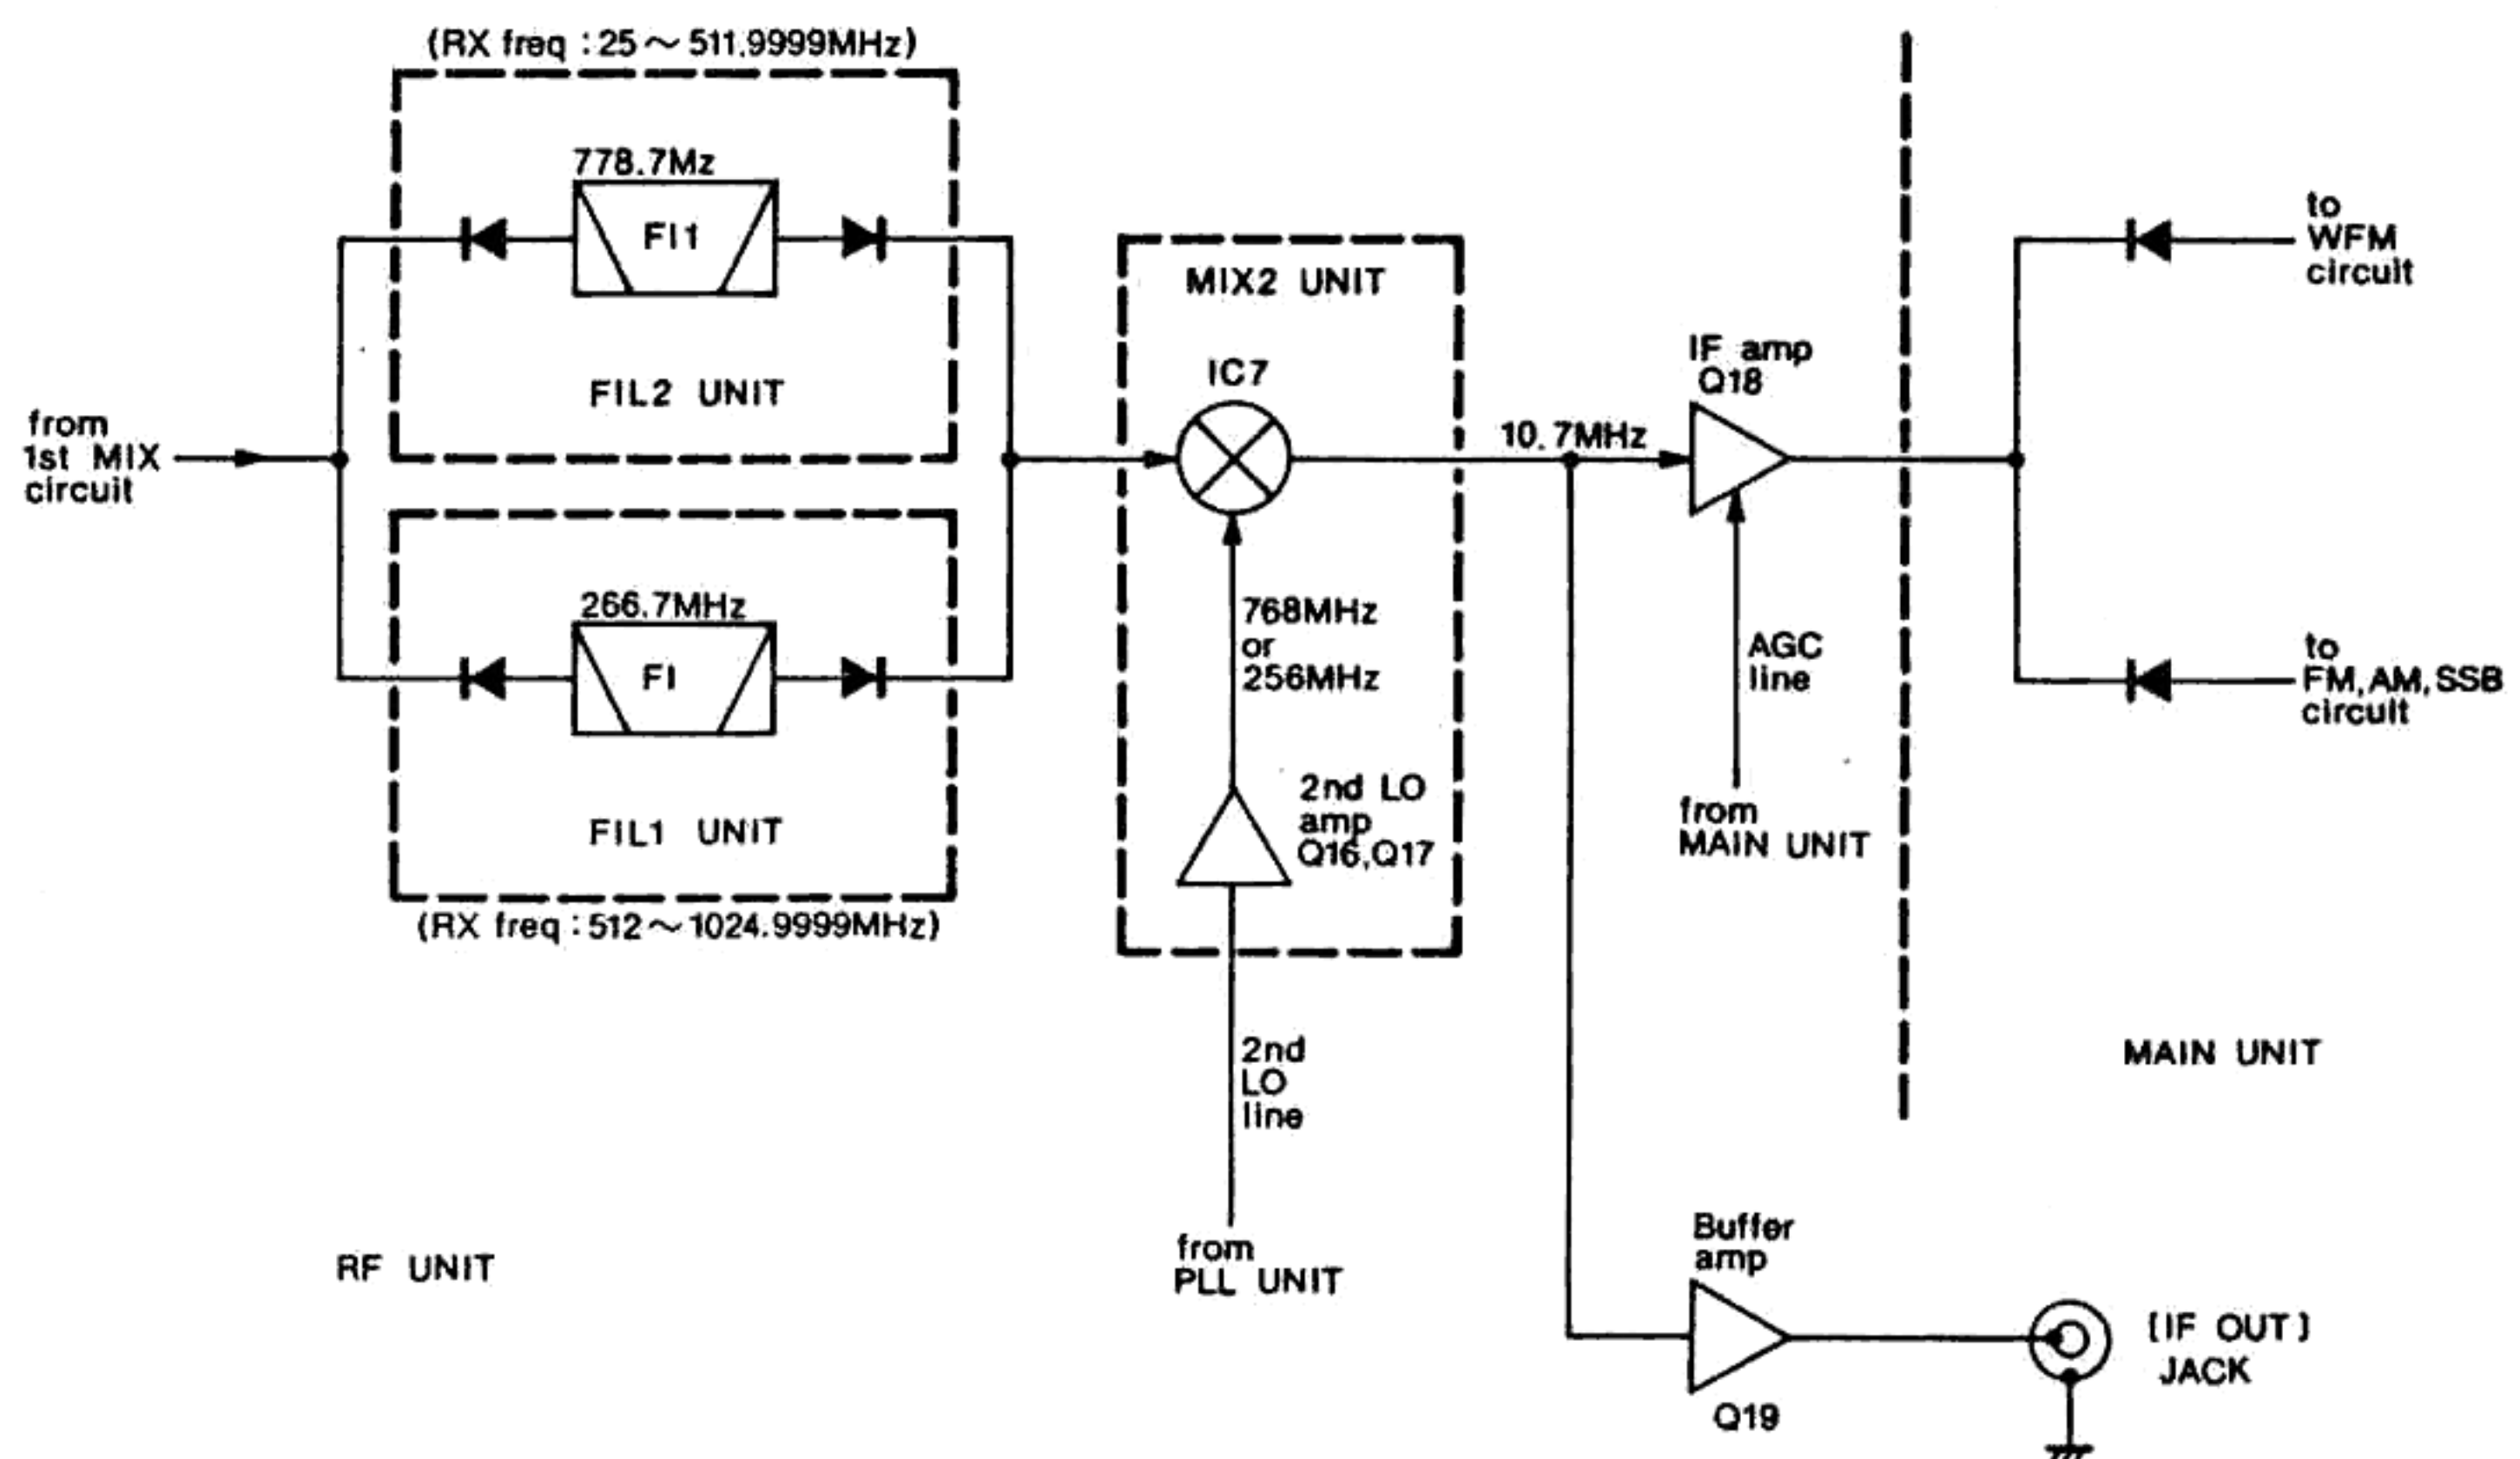 (RX freq : 25 ~ 511.9999MHz)
778.7Mz
FI1
FIL2 UNIT
from
1st MIX
circuit
266.7MHz
FI
FIL1 UNIT
(RX freq : 512 ~ 1024.9999MHz)
RF UNIT
MIX2 UNIT
IC7
768MHz
or
256MHz
2nd LO
amp
Q16,Q17
2nd
LO
line
from
PLL UNIT
10.7MHz
IF amp
Q18
AGC
line
from
MAIN UNIT
to
WFM
circuit
to
FM,AM,SSB
circuit
MAIN UNIT
Buffer
amp
Q19
[IF OUT]
JACK